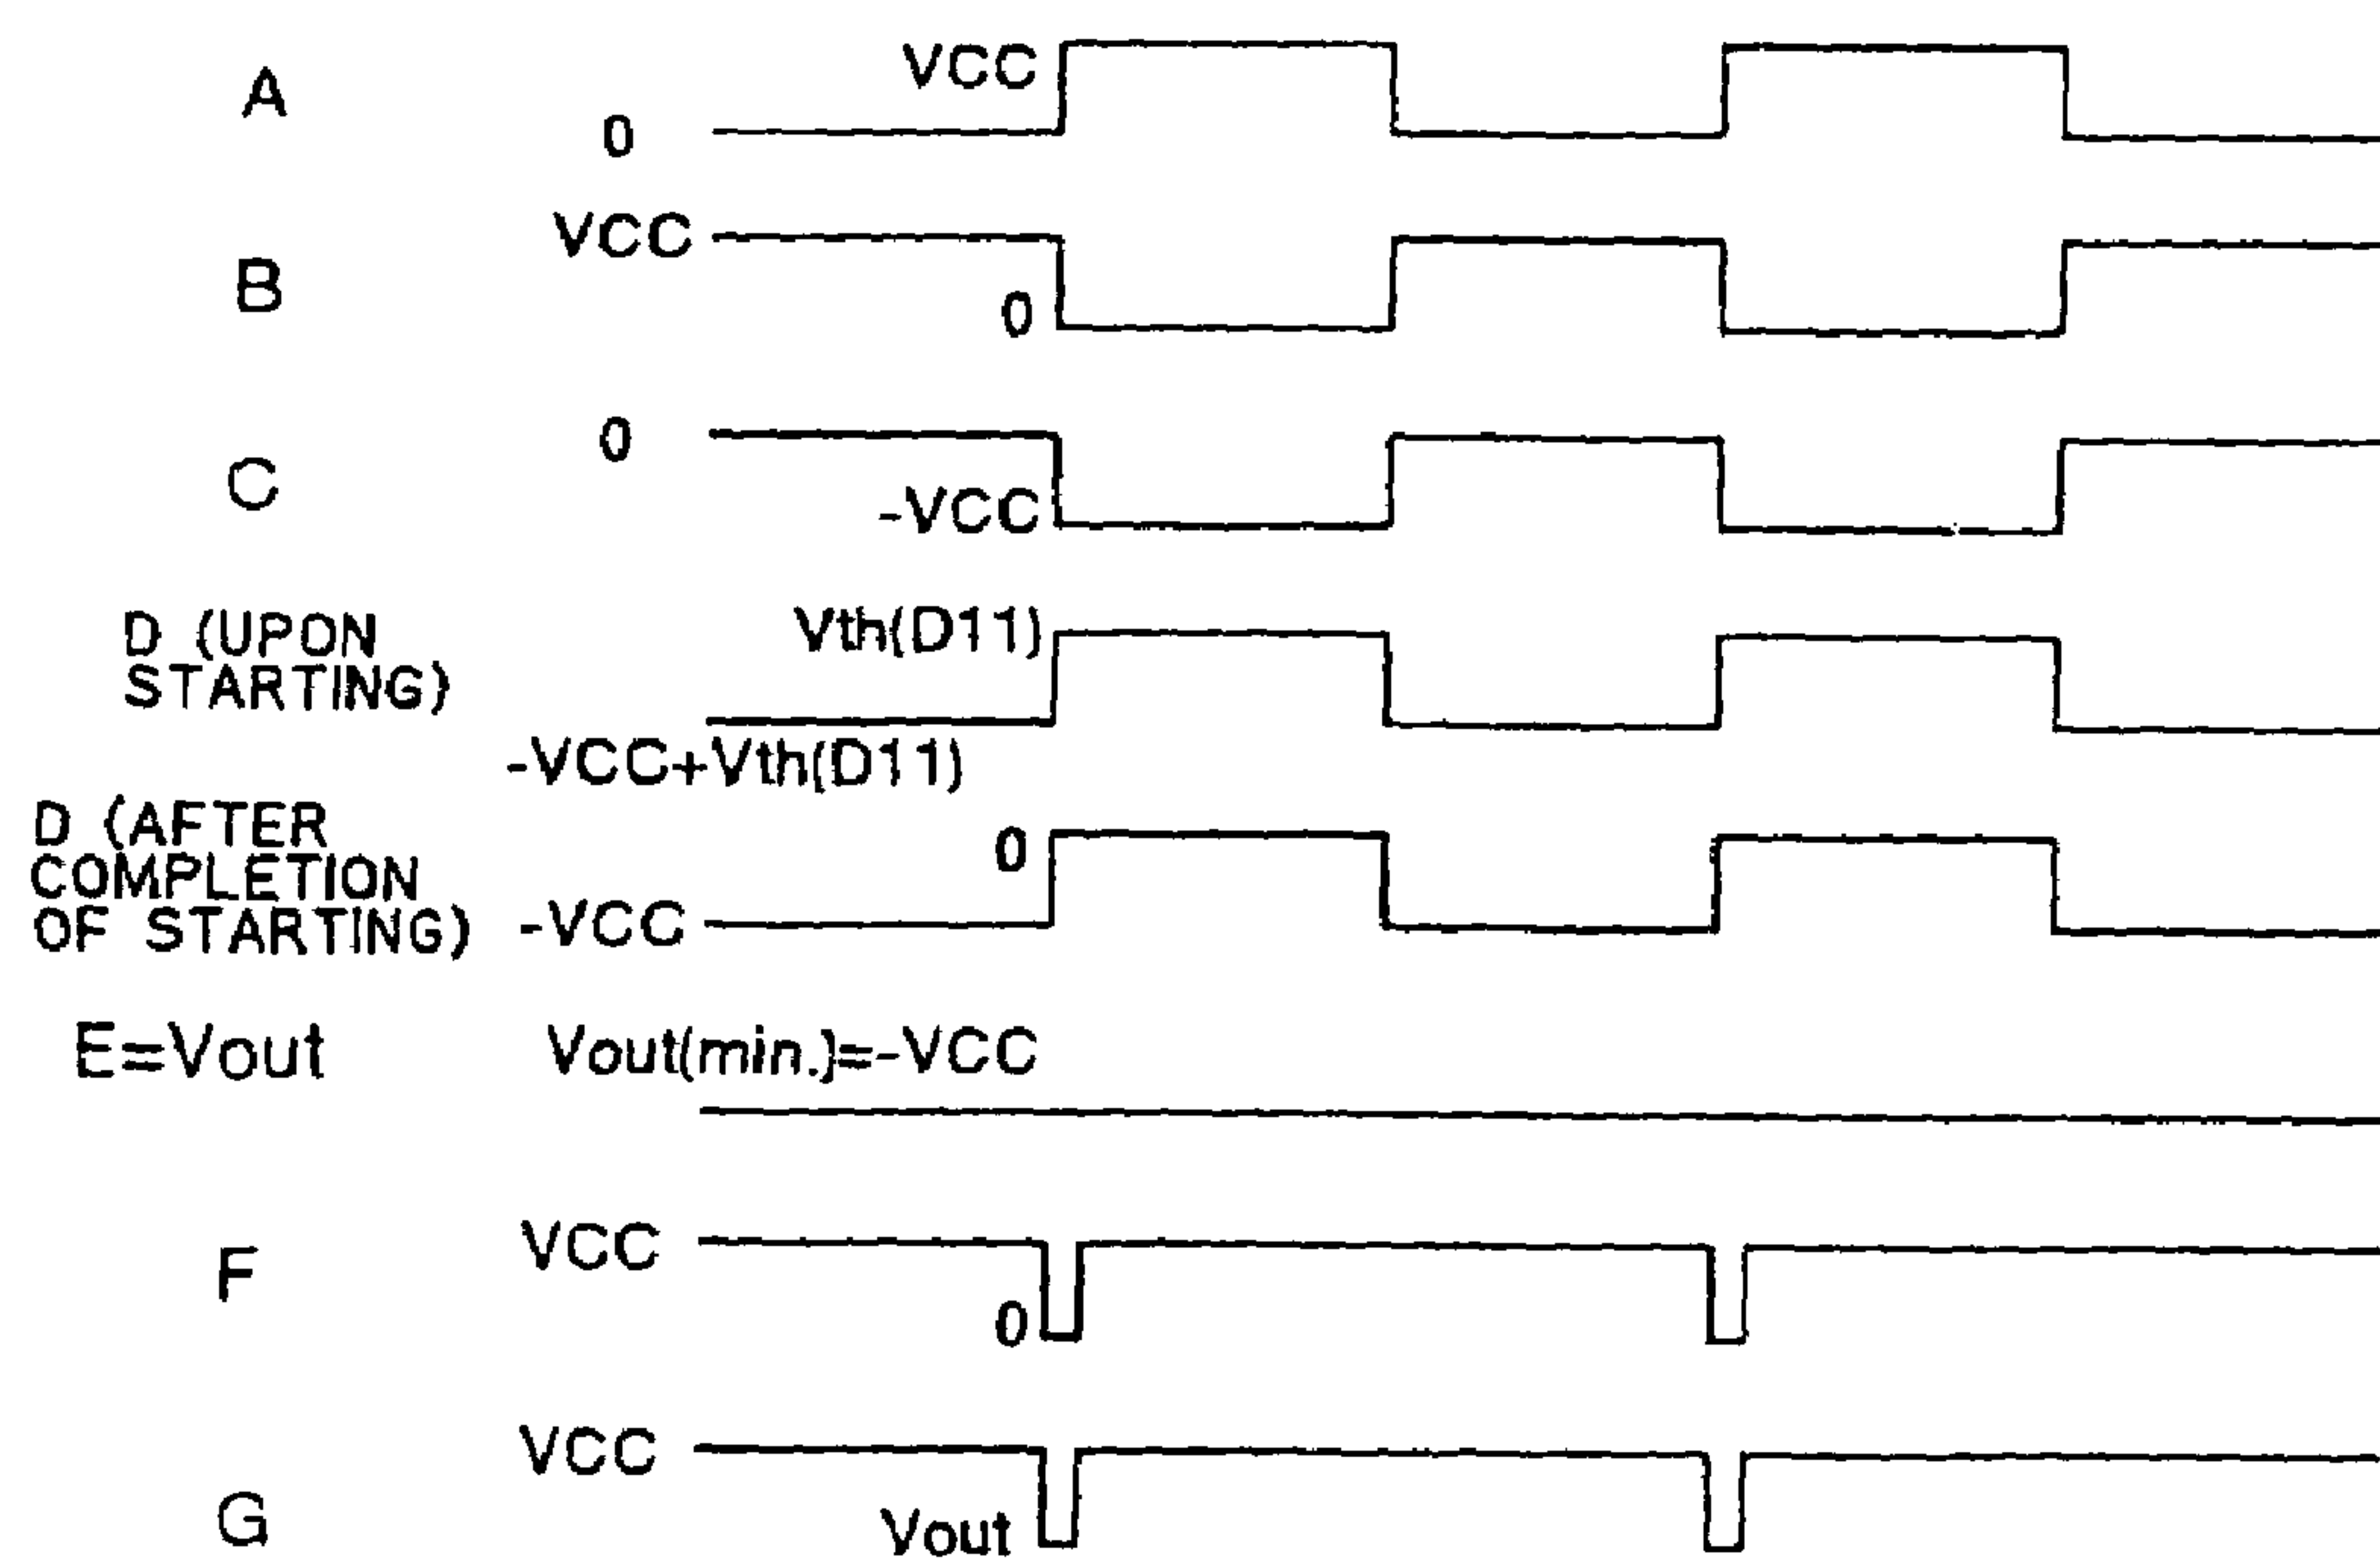 A
VCC
0
B
VCC
0
C
0
-VCC
D (UPON
STARTING)
Vth(D11)
-VCC+Vth(D11)
D (AFTER
COMPLETION
OF STARTING)
0
-VCC
E=Vout
Vout(min.)=-VCC
F
VCC
0
G
VCC
Vout